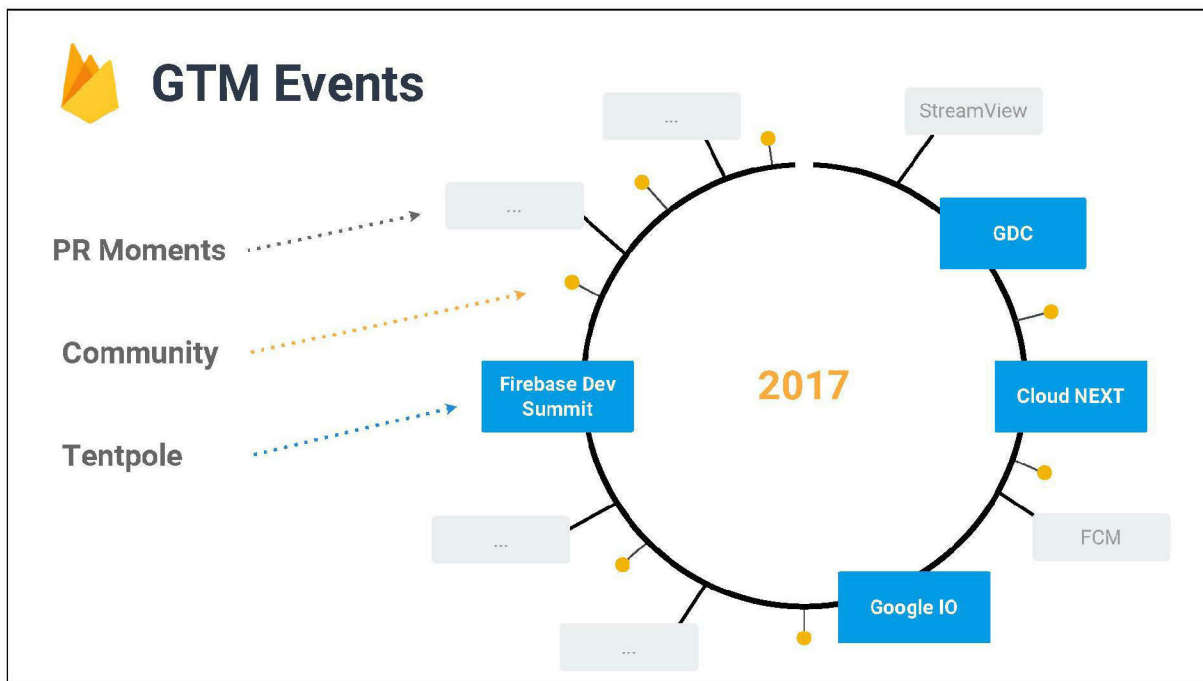 GTM Events
...
StreamView
...
GDC
PR Moments
Community
Firebase Dev
Summit
2017
Cloud NEXT
Tentpole
...
FCM
Google IO
...